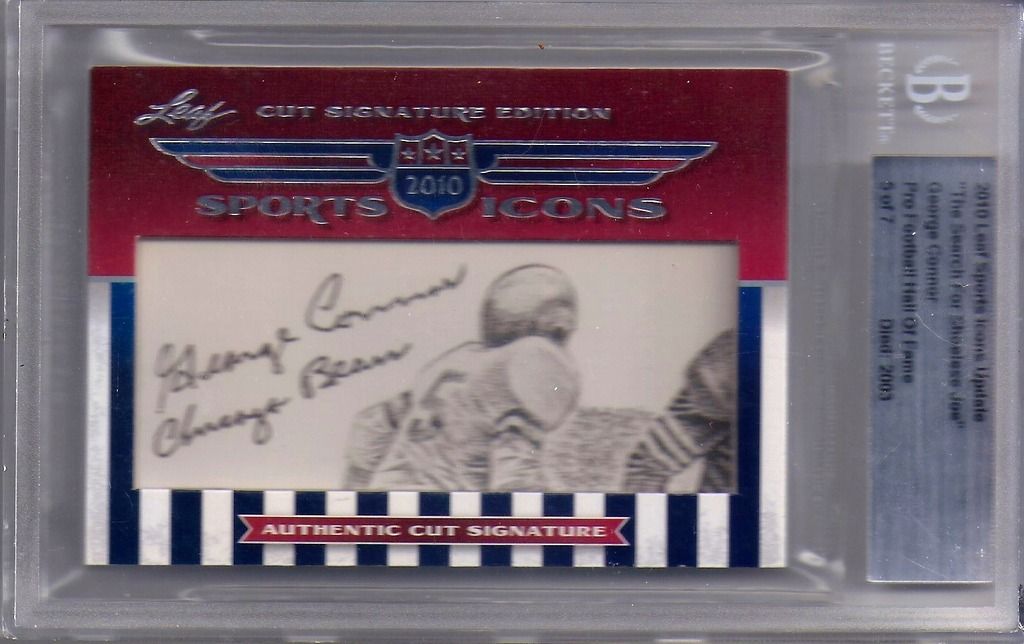 Leaf CUT SIGNATURE EDITION
2010
SPORTS ICONS
George Connor
Chicago Bears
AUTHENTIC CUT SIGNATURE
B
BECKETT
2010 Leaf Sports Icons Update
"The Search For Shoeless Joe"
George Connor
Pro Football Hall Of Fame
5 of 7 Died: 2003